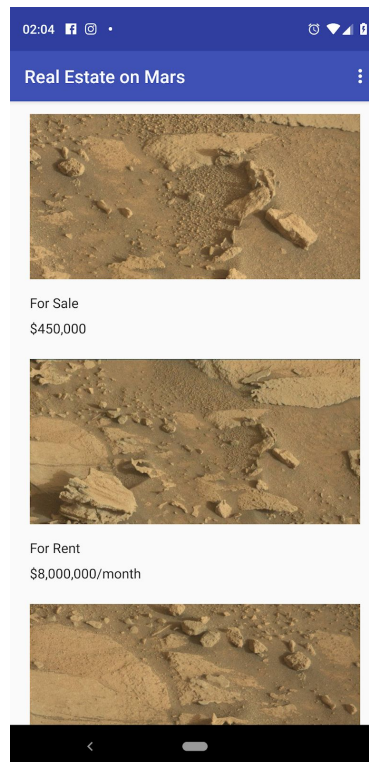 02:04
Real Estate on Mars
For Sale
$450,000
For Rent
$8,000,000/month